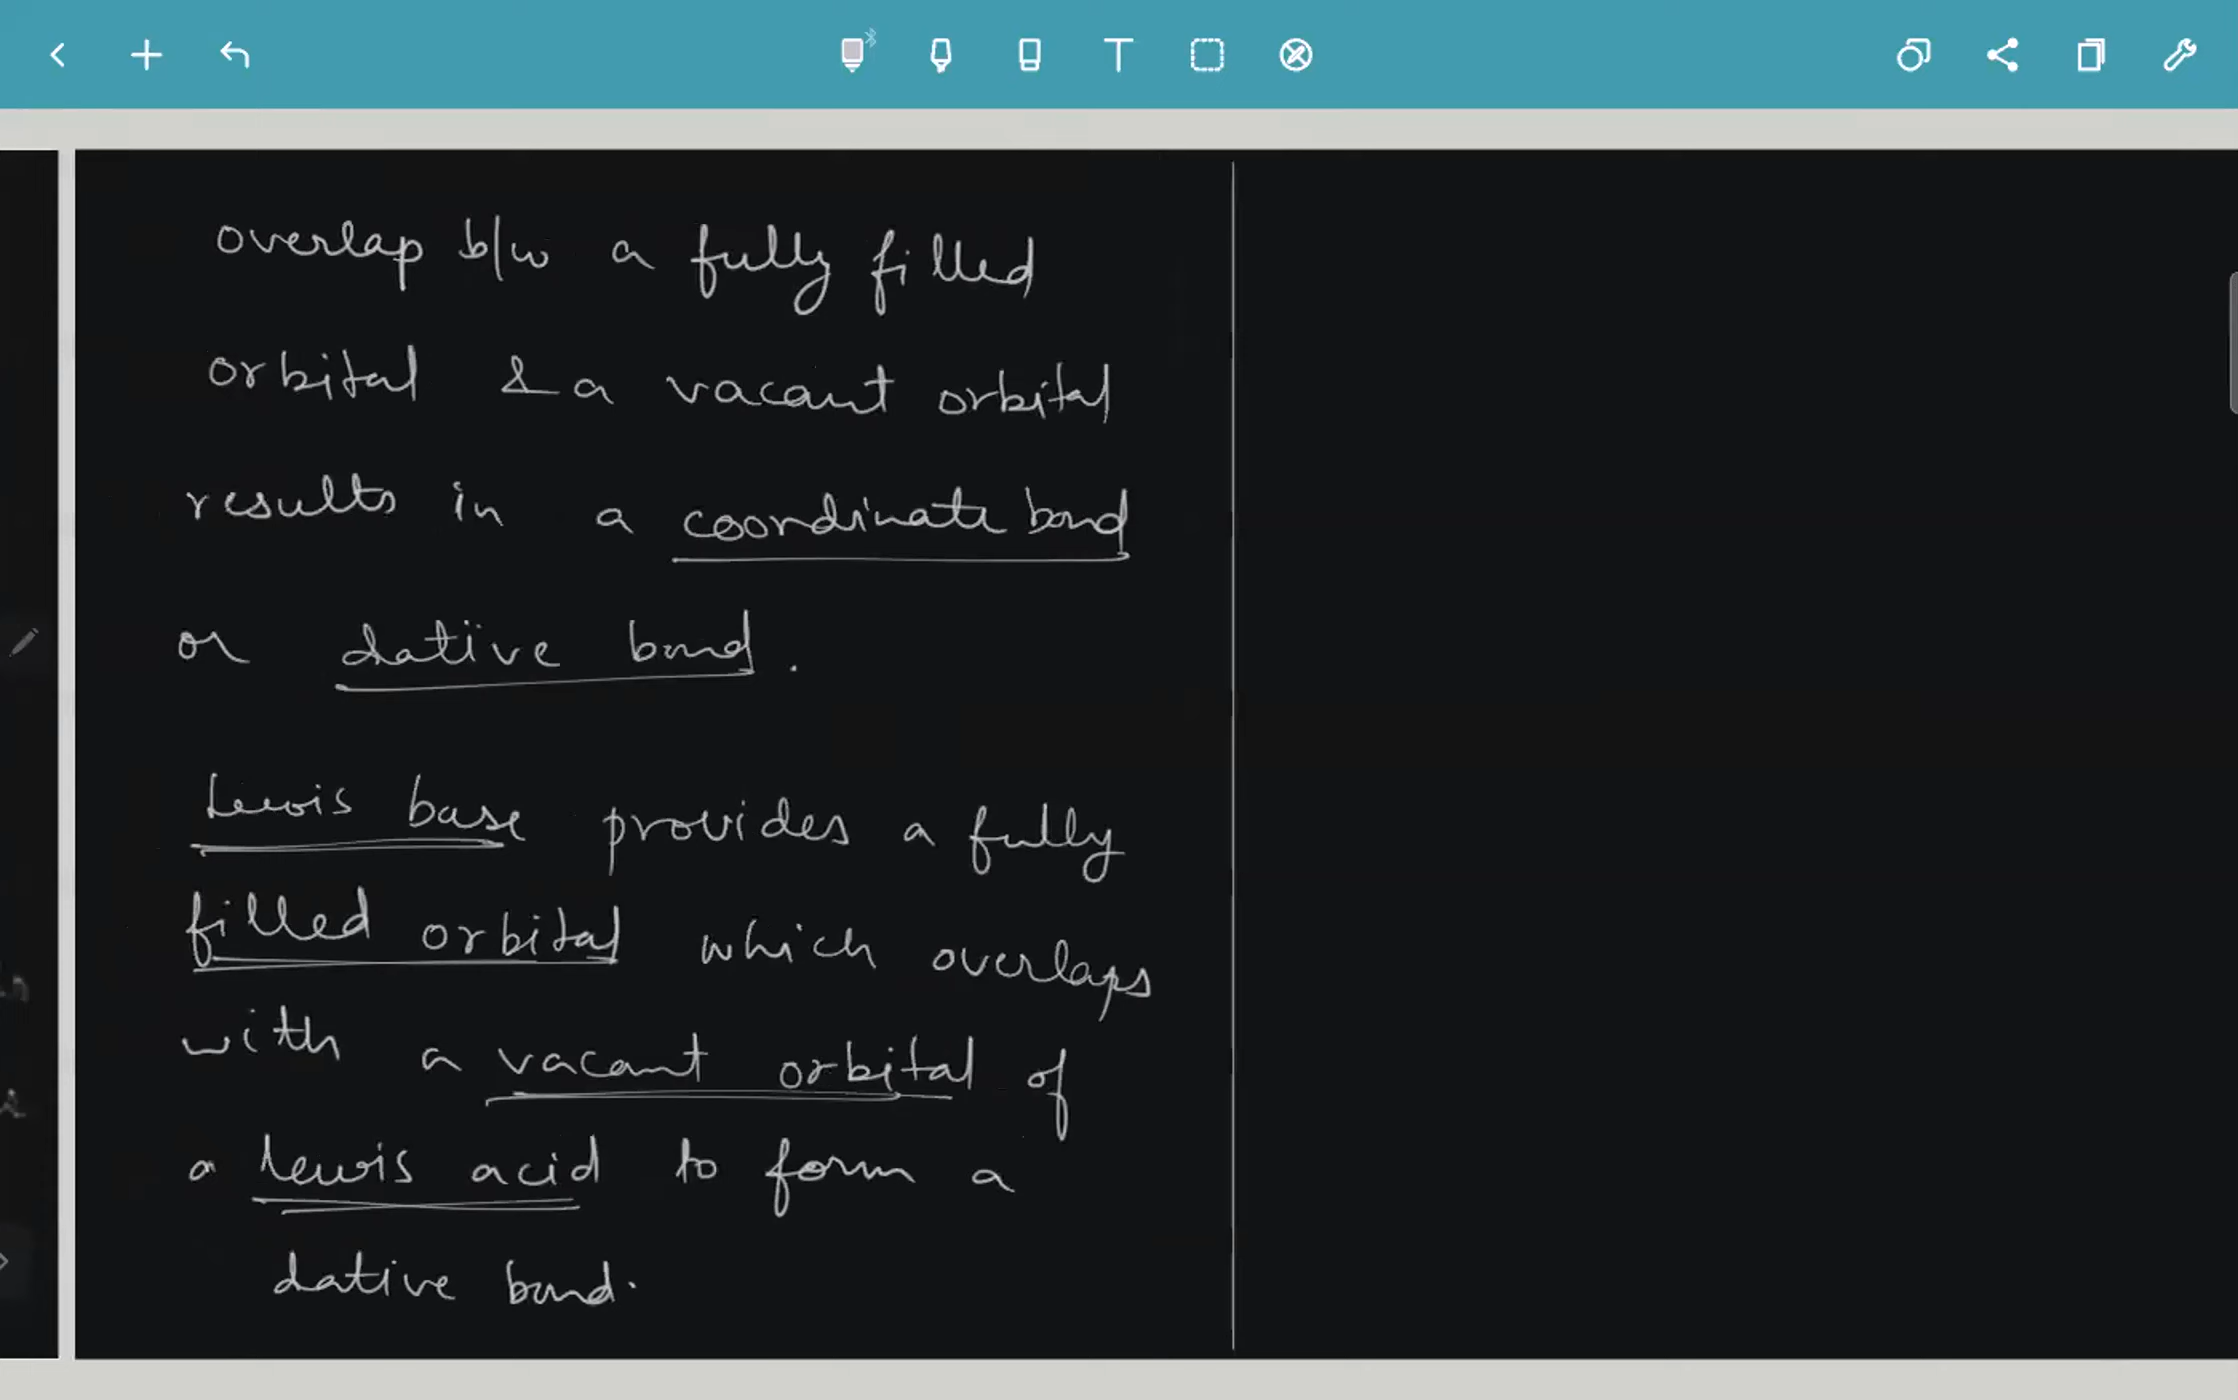 overlap b/w a fully filled
orbital & a vacant orbital
results in a coordinate bond
or dative bond.
Lewis base provides a fully
filled orbital which overlaps
with a vacant orbital of
a Lewis acid to form a
dative bond.